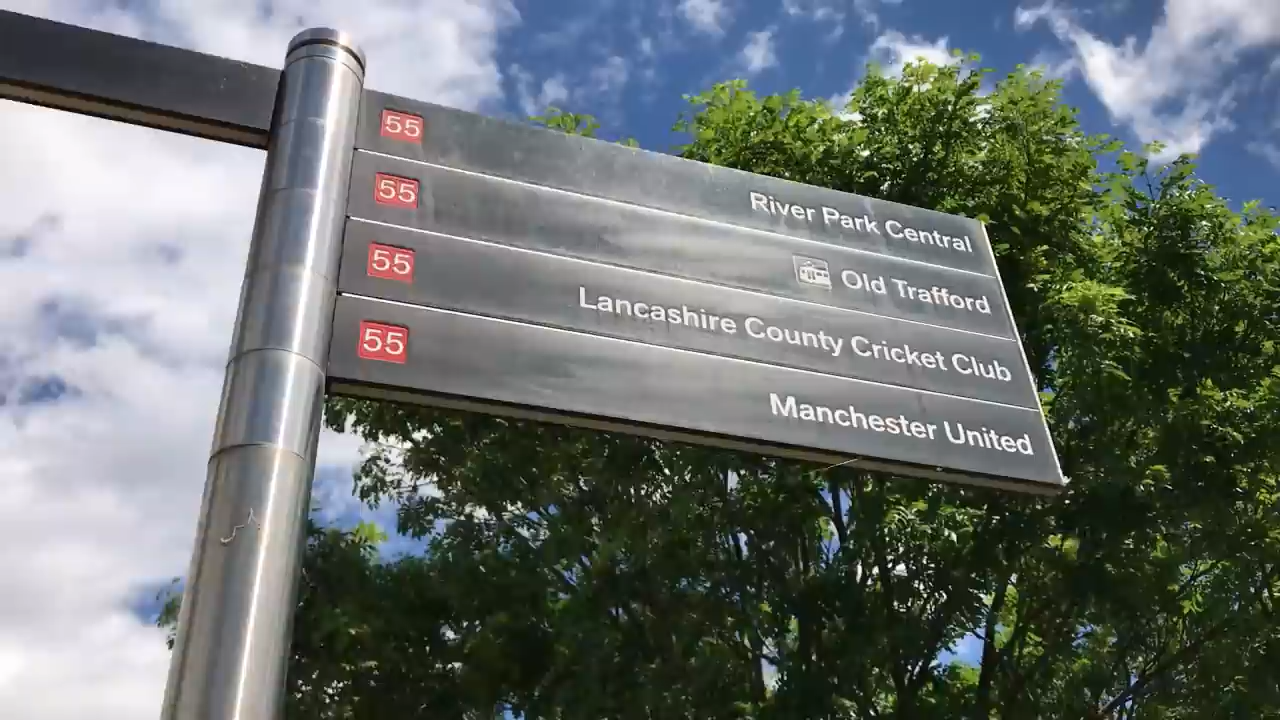 55 River Park Central
55 Old Trafford
55 Lancashire County Cricket Club
55 Manchester United